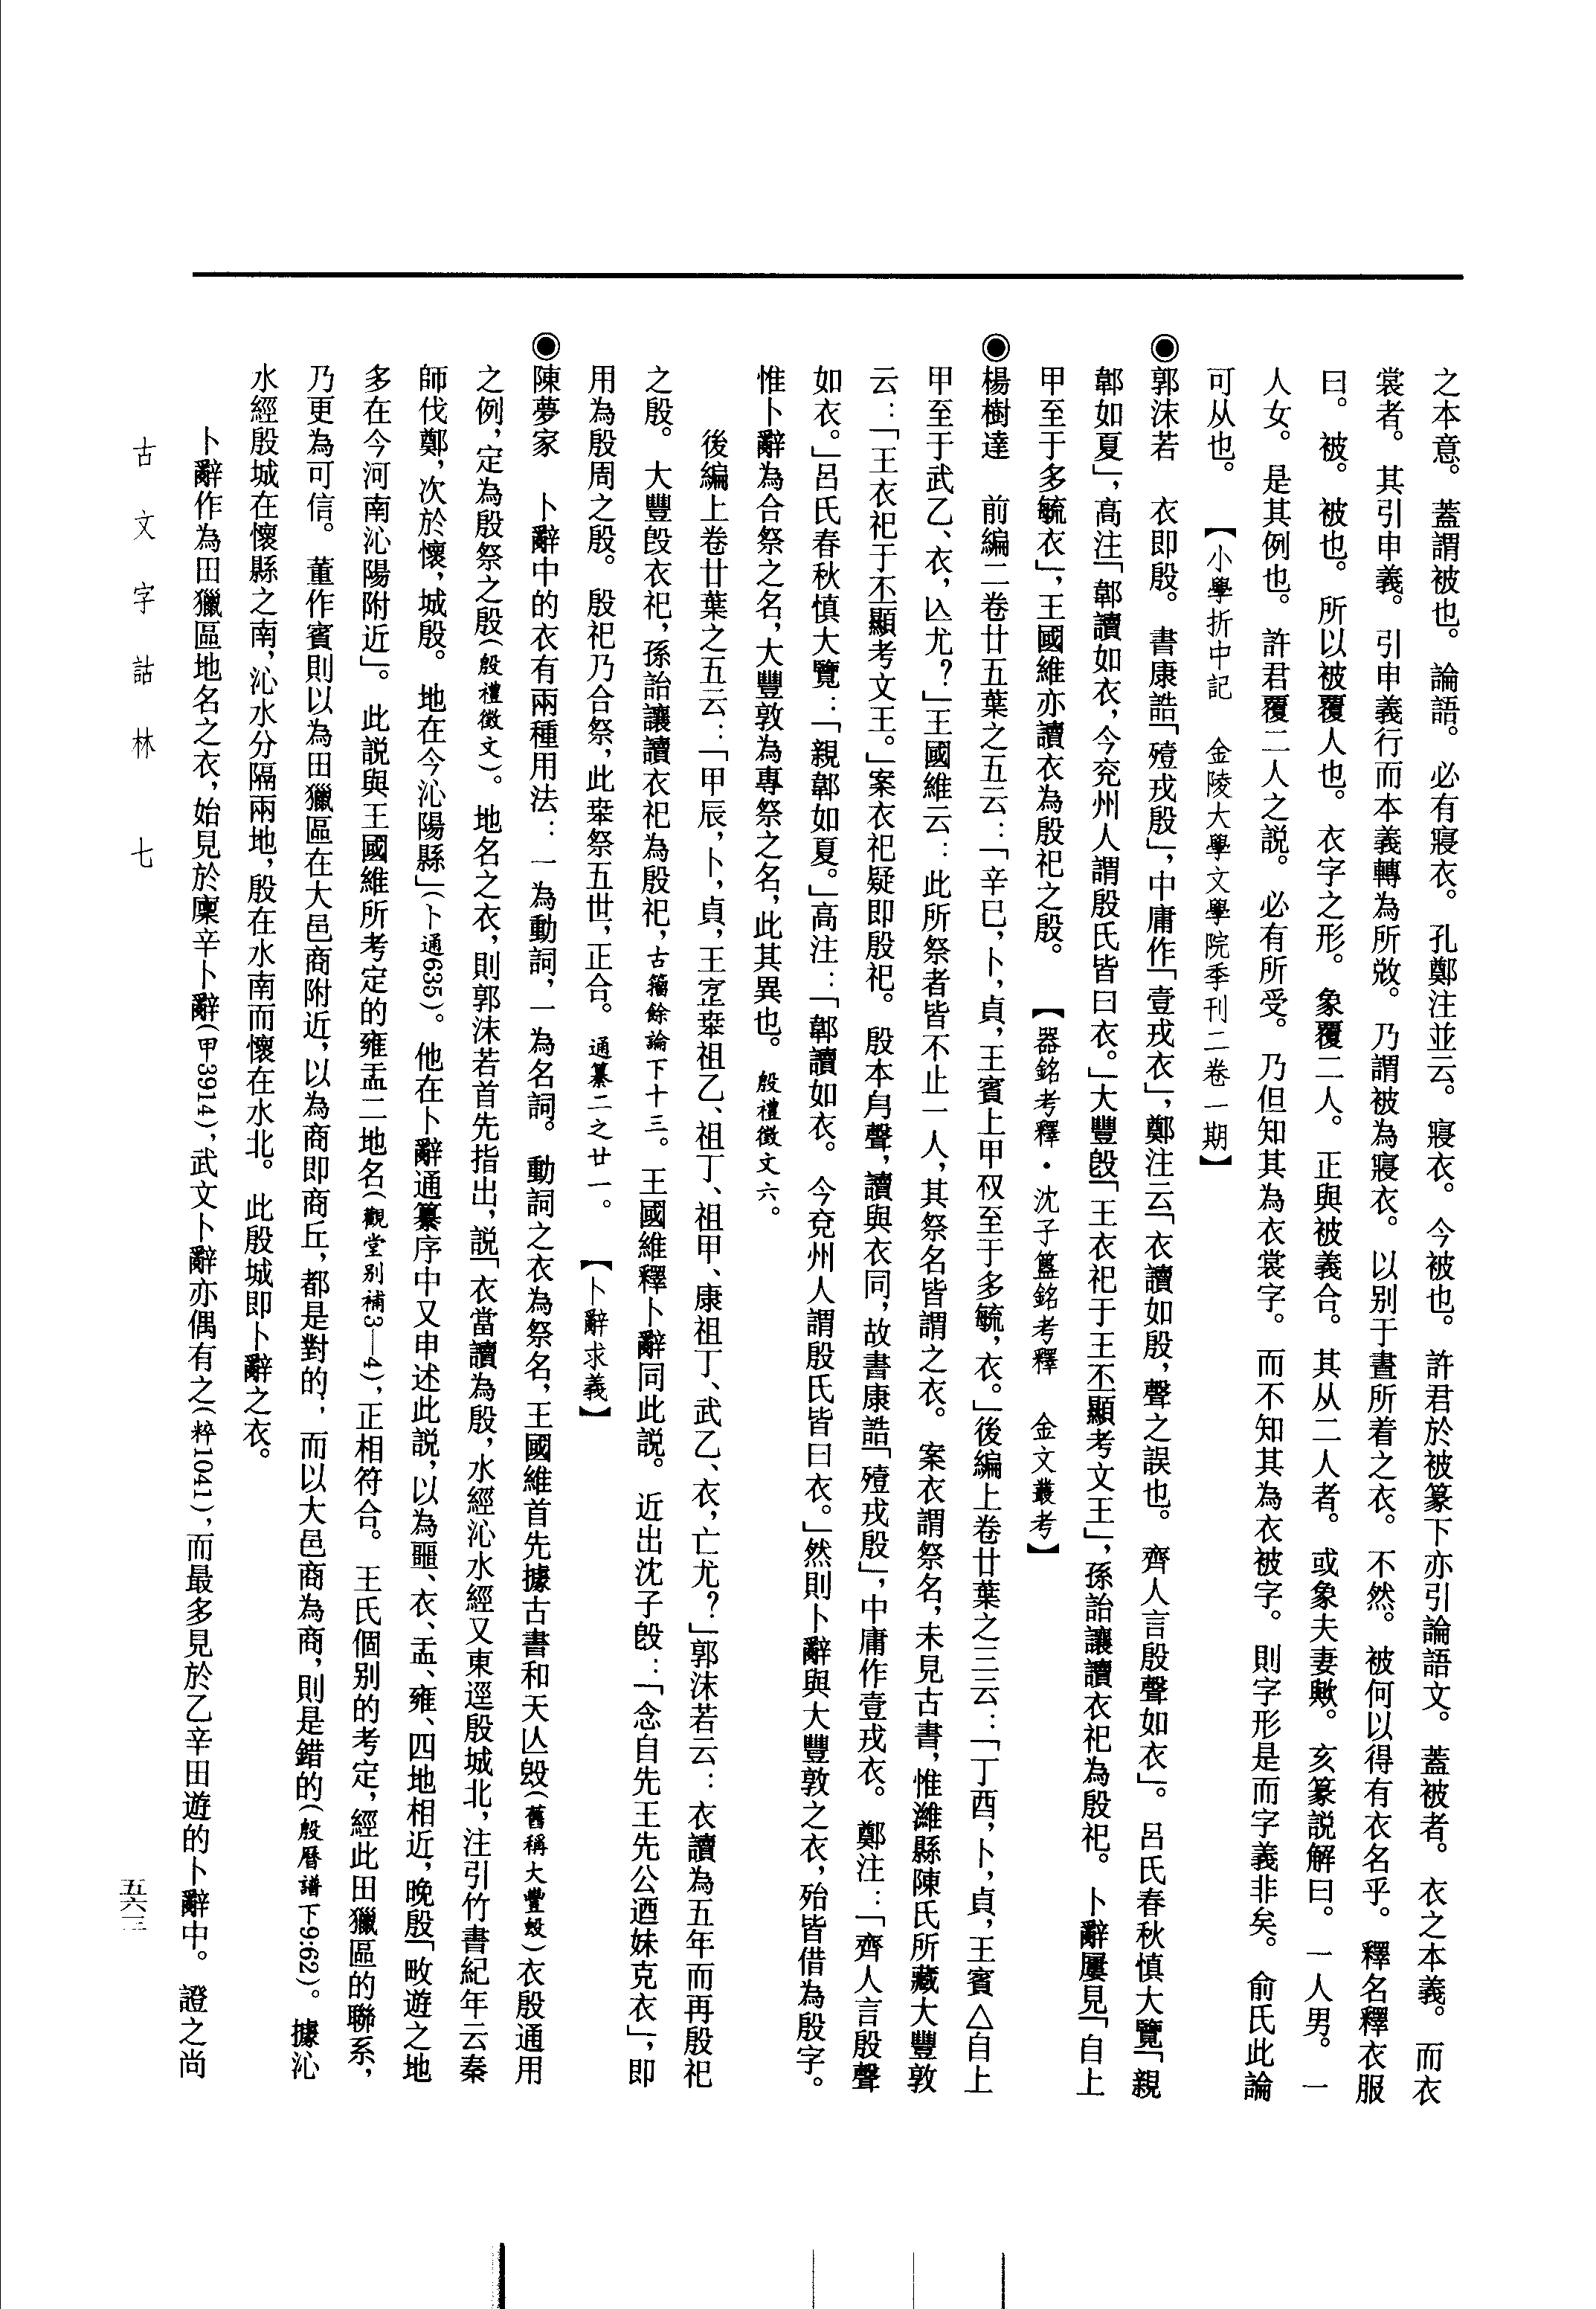 之本意。蓋謂被也。論語。必有寢衣。孔鄭注並云。寢衣。今被也。許君於被篆下亦引論語文。蓋被者。衣之本義。而衣
裳者。其引申義。引申義行而本義轉為所敓。乃謂被為寢衣。以别于晝所着之衣。不然。被何以得有衣名乎。釋名釋衣服
曰。被。被也。所以被覆人也。衣字之形。象覆二人。正與被義合。其从二人者。或象夫妻歟。亥篆説解曰。一人男。一
人女。是其例也。許君覆二人之説。必有所受。乃但知其為衣裳字。而不知其為衣被字。則字形是而字義非矣。俞氏此論
可从也。【小學折中記　金陵大學文學院季刊二卷一期】
◉郭沫若　衣即殷。書康誥「殪戎殷」，中庸作「壹戎衣」，鄭注云「衣讀如殷，聲之誤也。齊人言殷聲如衣」。呂氏春秋慎大覽「親
郼如夏」，高注「郼讀如衣，今兖州人謂殷氏皆曰衣。」大豐𣪘「王衣祀于王不顯考文王」，孫詒讓讀衣祀為殷祀。卜辭屢見「自上
甲至于多毓衣」，王國維亦讀衣為殷祀之殷。【器銘考釋·沈子簋銘考釋　金文叢考】
◉楊樹達　前編二卷廿五葉之五云：「辛巳，卜，貞，王賓上甲𠬝至于多毓，衣。」後編上卷廿葉之三云：「丁酉，卜，貞，王賓△自上
甲至于武乙、衣，亾尤？」王國維云：此所祭者皆不止一人，其祭名皆謂之衣。案衣謂祭名，未見古書，惟濰縣陳氏所藏大豐敦
云：「王衣祀于不顯考文王。」案衣祀疑即殷祀。殷本㐆聲，讀與衣同，故書康誥「殪戎殷」，中庸作壹戎衣。鄭注：「齊人言殷聲
如衣。」呂氏春秋慎大覽：「親郼如夏。」高注：「郼讀如衣。今兗州人謂殷氏皆曰衣。」然則卜辭與大豐敦之衣，殆皆借為殷字。
惟卜辭為合祭之名，大豐敦為專祭之名，此其異也。殷禮徵文六。
後編上卷廿葉之五云：「甲辰，卜，貞，王𡧊𠦪祖乙、祖丁、祖甲、康祖丁、武乙、衣，亡尤？」郭沫若云：衣讀為五年而再殷祀
之殷。大豐𣪘衣祀，孫詒讓讀衣祀為殷祀，古籀餘論下十三。王國維釋卜辭同此説。近出沈子𣪘：「念自先王先公迺妹克衣」，即
用為殷周之殷。殷祀乃合祭，此𠦪祭五世，正合。通纂二之廿一。【卜辭求義】
◉陳夢家　卜辭中的衣有兩種用法：一為動詞，一為名詞。動詞之衣為祭名，王國維首先據古書和天亾𣪘（舊稱大豐𣪘）衣殷通用
之例，定為殷祭之殷（殷禮徵文）。地名之衣，則郭沫若首先指出，説「衣當讀為殷，水經沁水經又東逕殷城北，注引竹書紀年云秦
師伐鄭，次於懷，城殷。地在今沁陽縣」（卜通635）。他在卜辭通纂序中又申述此説，以為噩、衣、盂、雍、四地相近，晚殷「畋遊之地
多在今河南沁陽附近」。此説與王國維所考定的雍盂二地名（觀堂别補3—4），正相符合。王氏個别的考定，經此田獵區的聯系，
乃更為可信。董作賓則以為田獵區在大邑商附近，以為商即商丘，都是對的，而以大邑商為商，則是錯的（殷曆譜下9:62）。據沁
水經殷城在懷縣之南，沁水分隔兩地，殷在水南而懷在水北。此殷城即卜辭之衣。
卜辭作為田獵區地名之衣，始見於廩辛卜辭（甲3914），武文卜辭亦偶有之（粹1041），而最多見於乙辛田遊的卜辭中。證之尚
古文字詁林　七
五六三